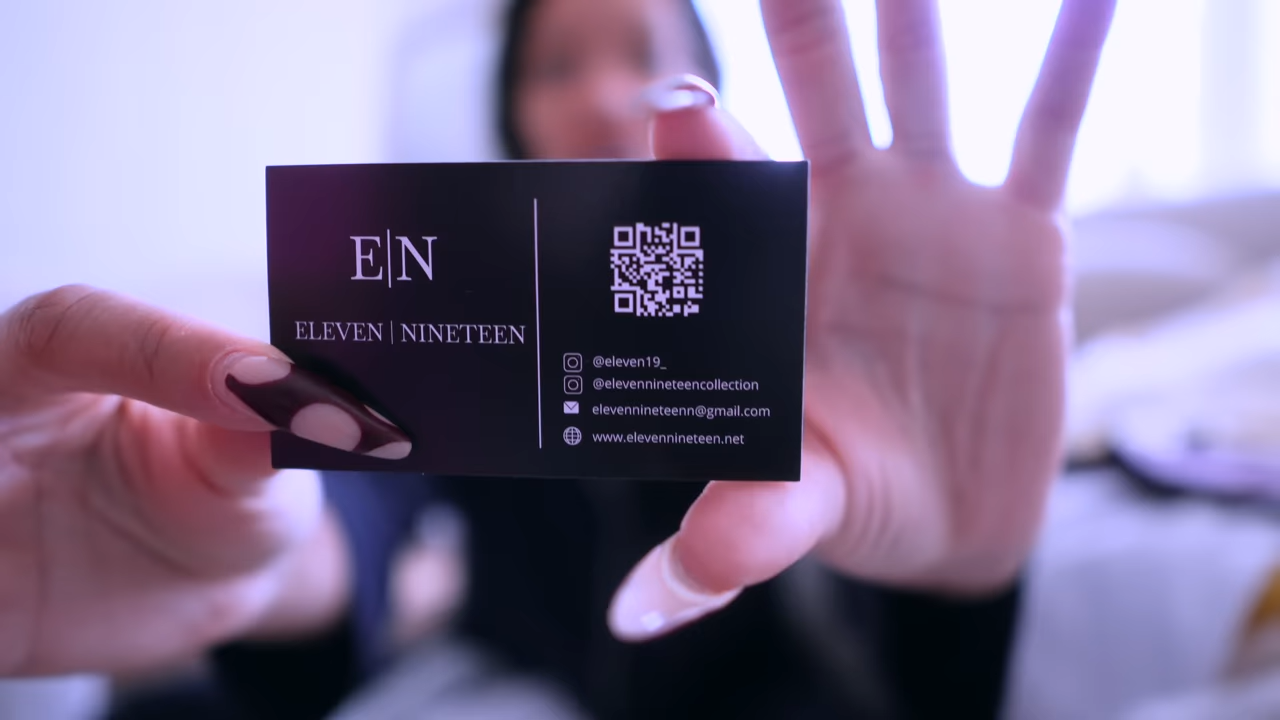 E|N
ELEVEN | NINETEEN
@eleven19_
@elevennineteencollection
elevennineteenn@gmail.com
www.elevennineteen.net